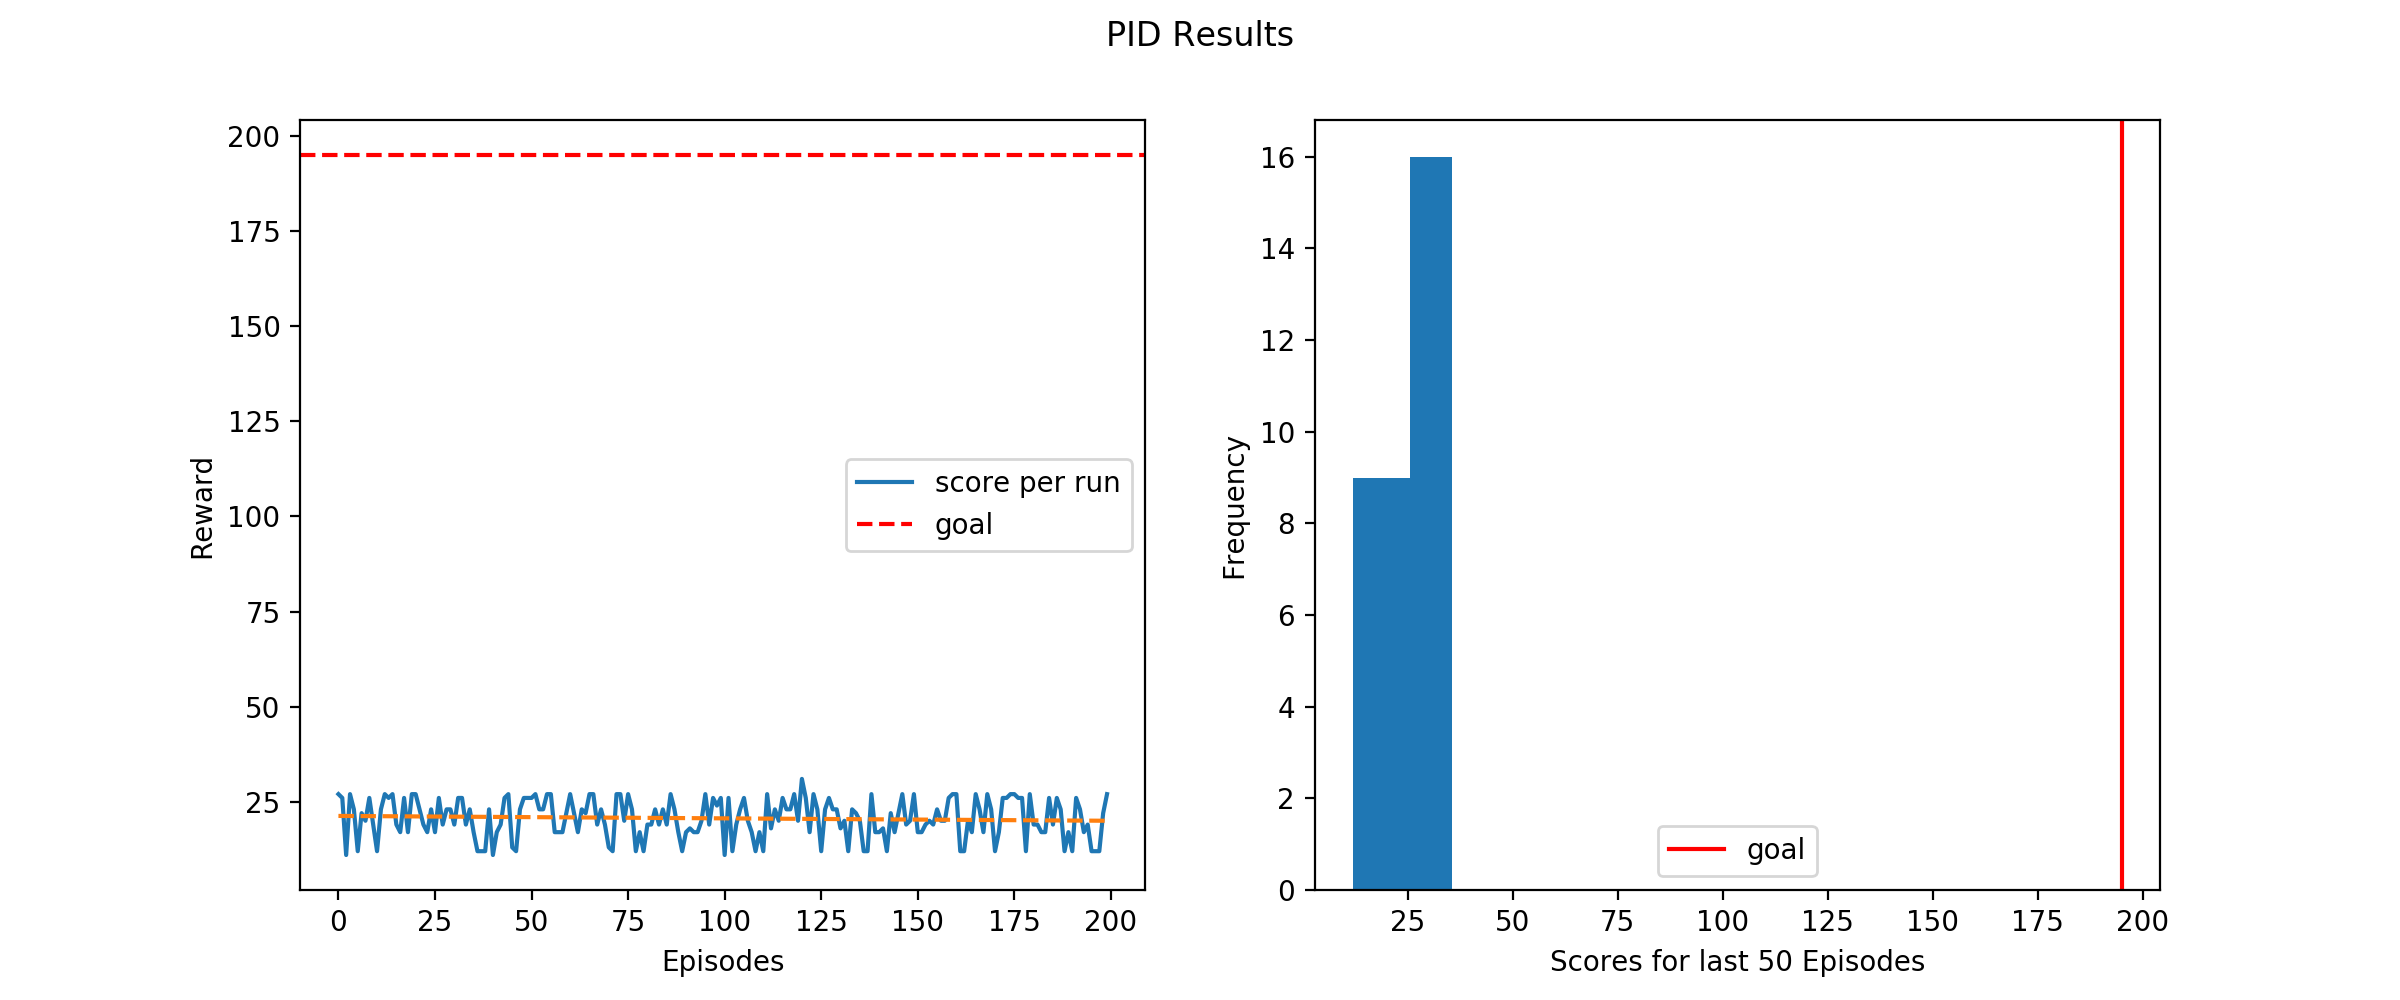 PID Results
200
175
150
125
100
75
50
25
Reward
score per run
goal
0 25 50 75 100 125 150 175 200
Episodes
16
14
12
10
8
6
4
2
0
Frequency
goal
25 50 75 100 125 150 175 200
Scores for last 50 Episodes